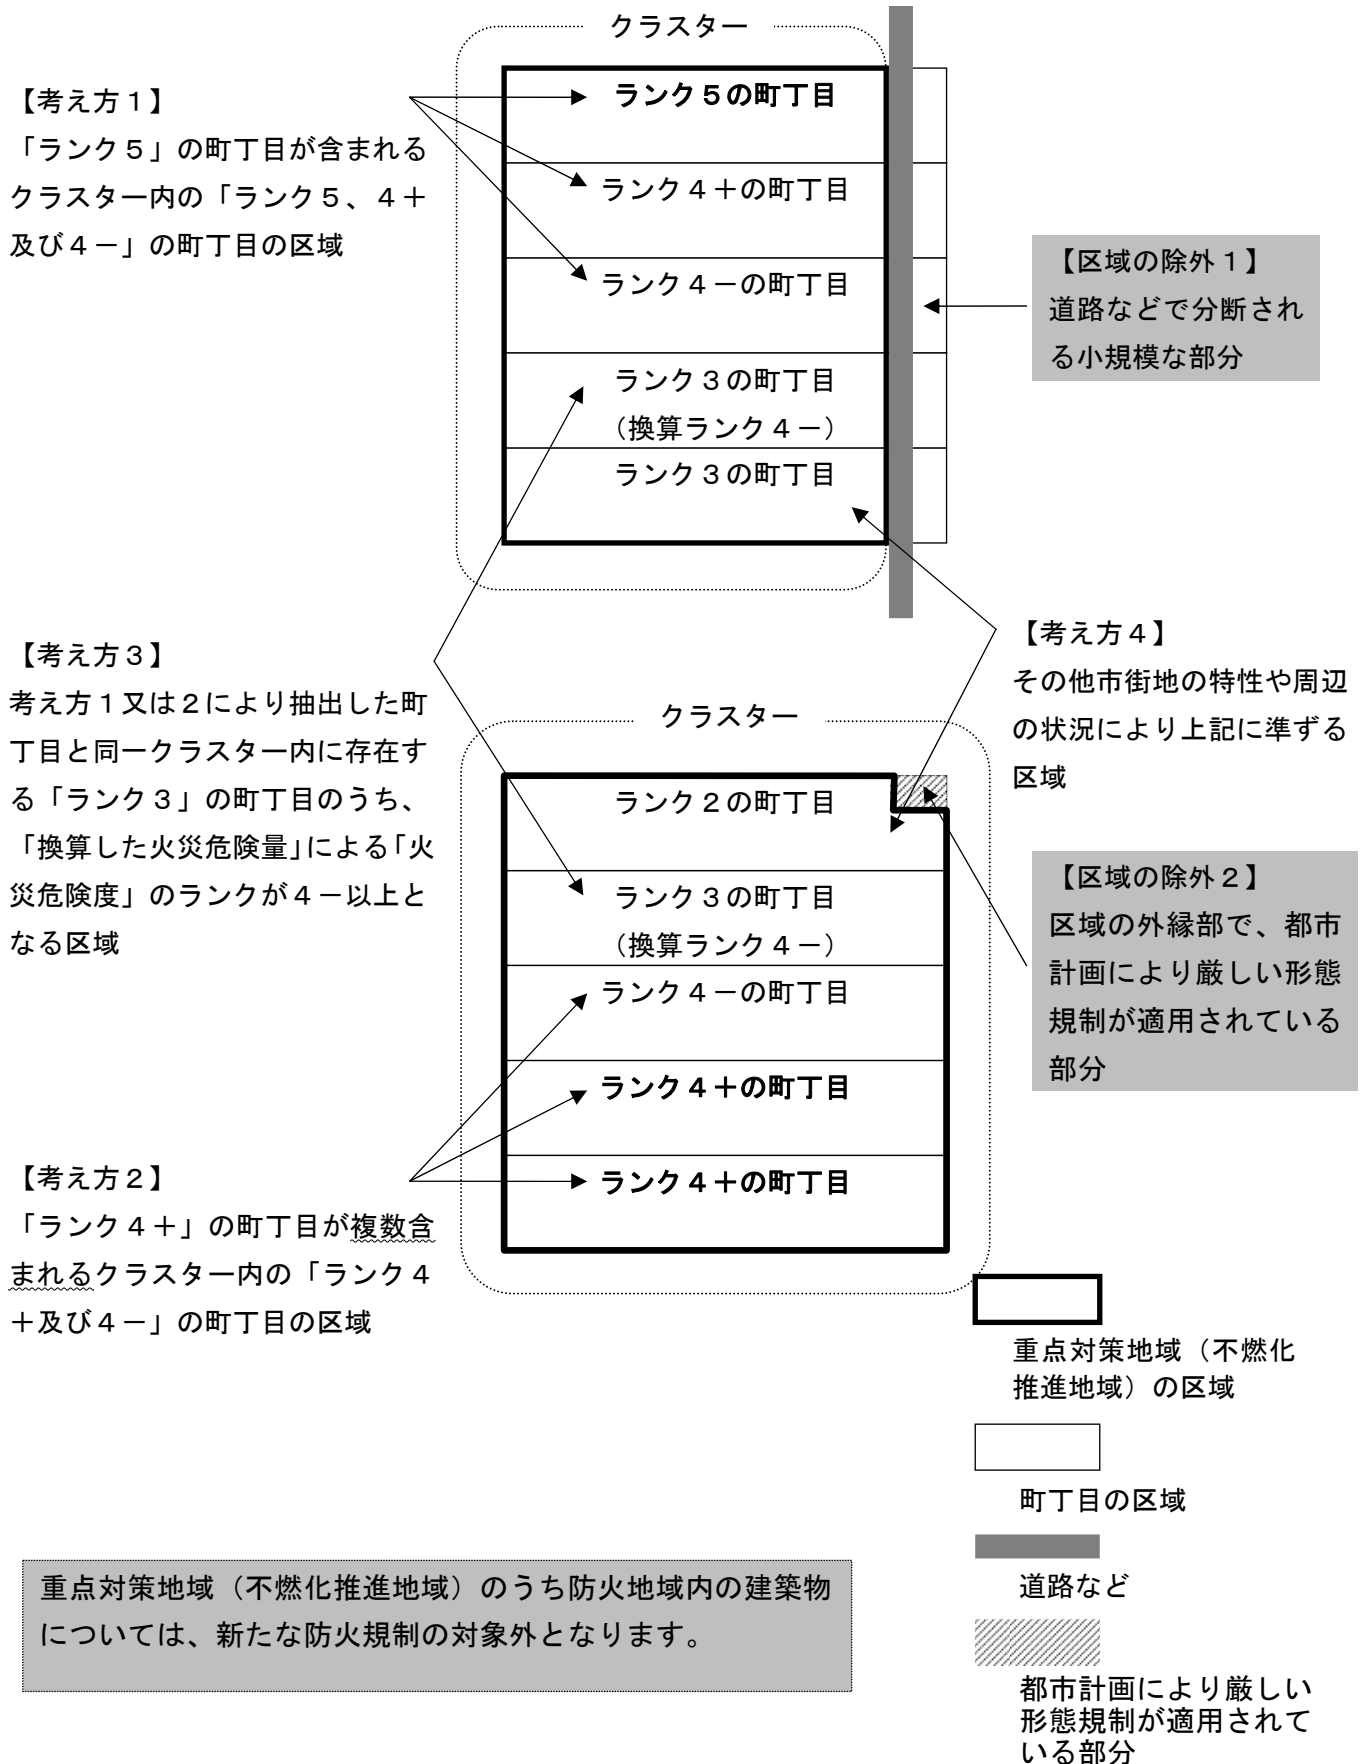 クラスター
【考え方１】
「ランク５」の町丁目が含まれる
クラスター内の「ランク５、４＋
及び４－」の町丁目の区域
ランク５の町丁目
ランク４＋の町丁目
ランク４－の町丁目
ランク３の町丁目
（換算ランク４－）
ランク３の町丁目
【区域の除外１】
道路などで分断され
る小規模な部分
【考え方３】
考え方１又は２により抽出した町
丁目と同一クラスター内に存在す
る「ランク３」の町丁目のうち、
「換算した火災危険量」による「火
災危険度」のランクが４－以上と
なる区域
【考え方４】
その他市街地の特性や周辺
の状況により上記に準ずる
区域
クラスター
ランク２の町丁目
ランク３の町丁目
（換算ランク４－）
ランク４－の町丁目
ランク４＋の町丁目
ランク４＋の町丁目
【区域の除外２】
区域の外縁部で、都市
計画により厳しい形態
規制が適用されている
部分
【考え方２】
「ランク４＋」の町丁目が複数含
まれるクラスター内の「ランク４
＋及び４－」の町丁目の区域
重点対策地域（不燃化
推進地域）の区域
町丁目の区域
道路など
都市計画により厳しい
形態規制が適用されて
いる部分
重点対策地域（不燃化推進地域）のうち防火地域内の建築物
については、新たな防火規制の対象外となります。